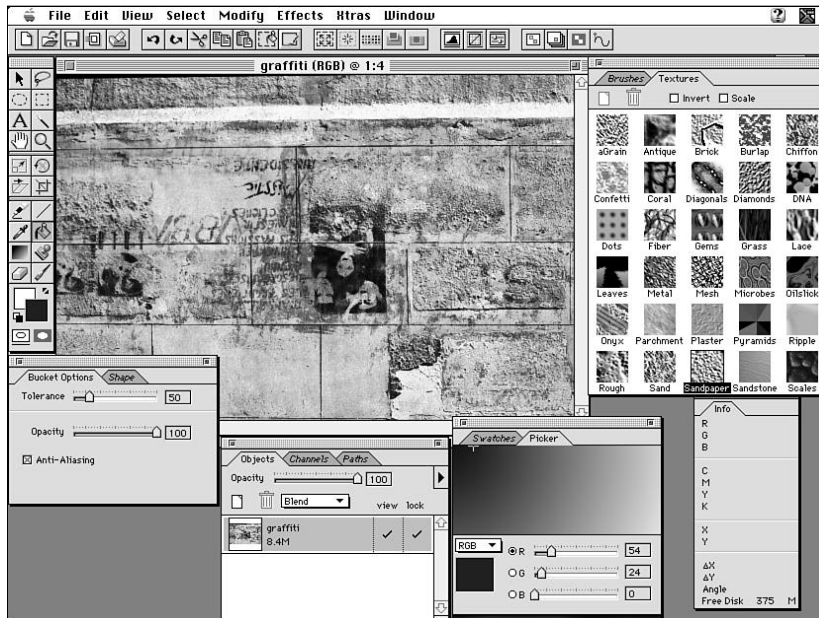 File Edit View Select Modify Effects Xtras Window
graffiti (RGB) @ 1:4
Brushes Textures
Invert Scale
aGrain Antique Brick Burlap Chiffon
Confetti Coral Diagonals Diamonds DNA
Dots Fiber Gems Grass Lace
Leaves Metal Mesh Microbes Oilslick
Onyx Parchment Plaster Pyramids Ripple
Rough Sand Sandpaper Sandstone Scales
Bucket Options Shape
Tolerance 50
Opacity 100
Anti-Aliasing
Objects Channels Paths
Opacity 100
Blend view lock
graffiti
8.4M
Swatches Picker
RGB R 54
G 24
B 0
Info
R
G
B
C
M
Y
K
X
Y
ΔX
ΔY
Angle
Free Disk 375 M